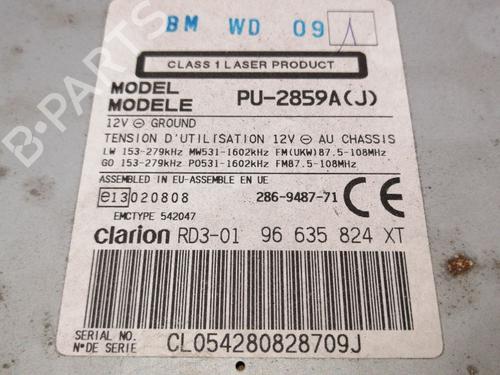 BM WD 09 1
CLASS 1 LASER PRODUCT
MODEL
MODELE PU-2859A(J)
12V ⊖ GROUND
TENSION D'UTILISATION 12V ⊖ AU CHASSIS
LW 153-279kHz MW531-1602kHz FM(UKW)87.5-108MHz
GO 153-279kHz PO531-1602kHz FM87.5-108MHz
ASSEMBLED IN EU-ASSEMBLE EN UE
e13 020808 286-9487-71 CE
EMCTYPE 542047
clarion RD3-01 96 635 824 XT
SERIAL NO.
N° DE SERIE CL054280828709J
B-PARTS